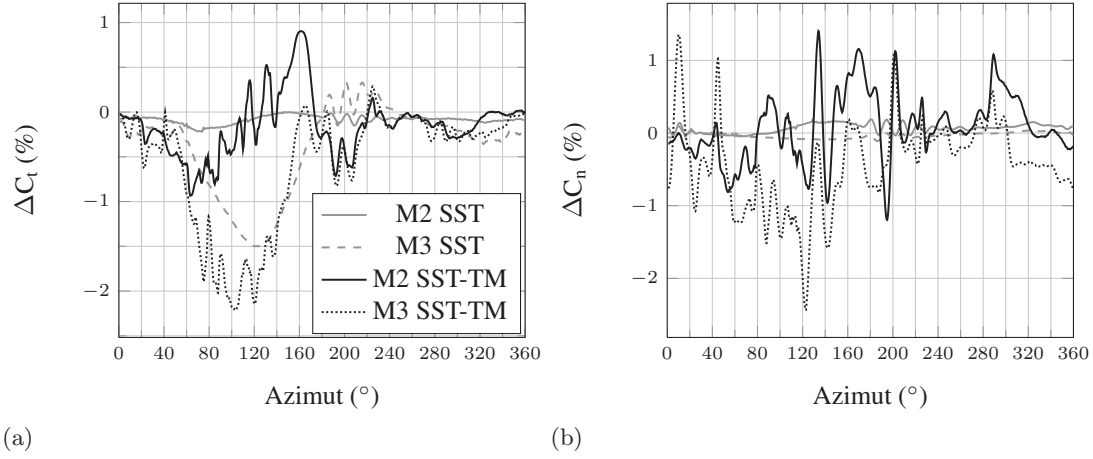 1
0
−1
−2
ΔCt (%)
0 40 80 120 160 200 240 280 320 360
Azimut (°)
M2 SST
M3 SST
M2 SST-TM
M3 SST-TM
(a)
1
0
−1
−2
ΔCn (%)
0 40 80 120 160 200 240 280 320 360
Azimut (°)
(b)